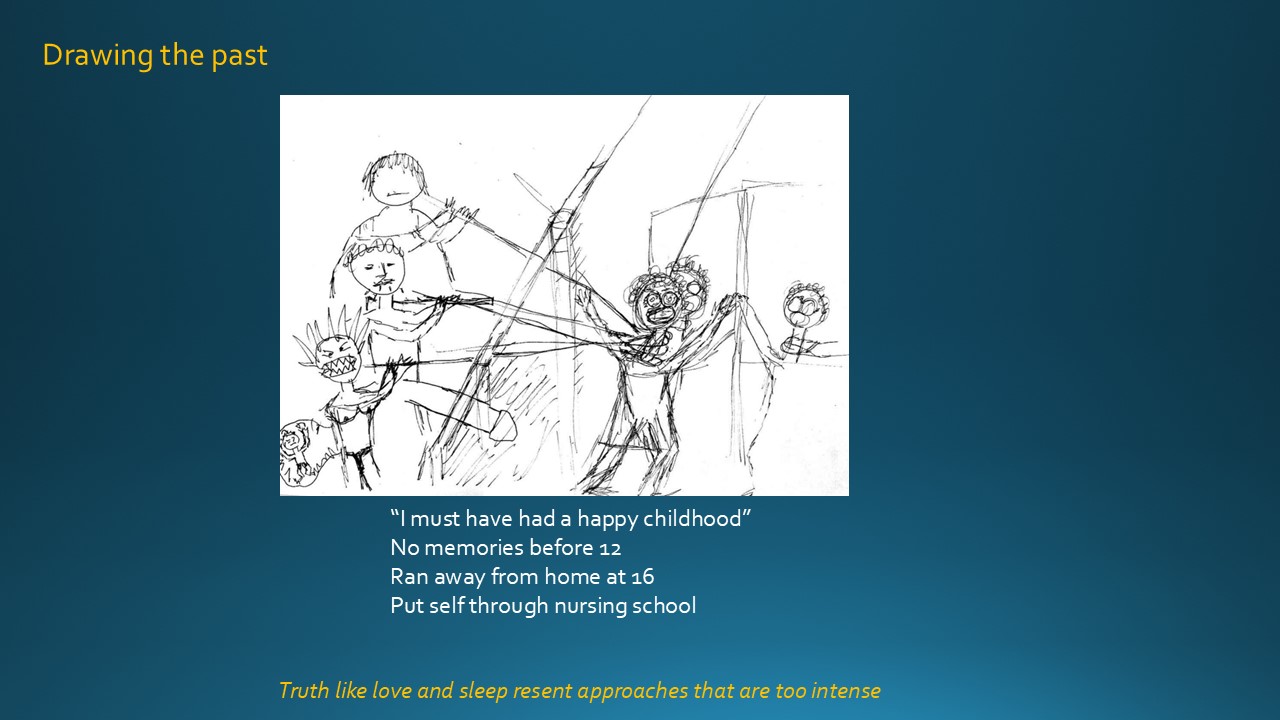 Drawing the past
“I must have had a happy childhood”
No memories before 12
Ran away from home at 16
Put self through nursing school
Truth like love and sleep resent approaches that are too intense